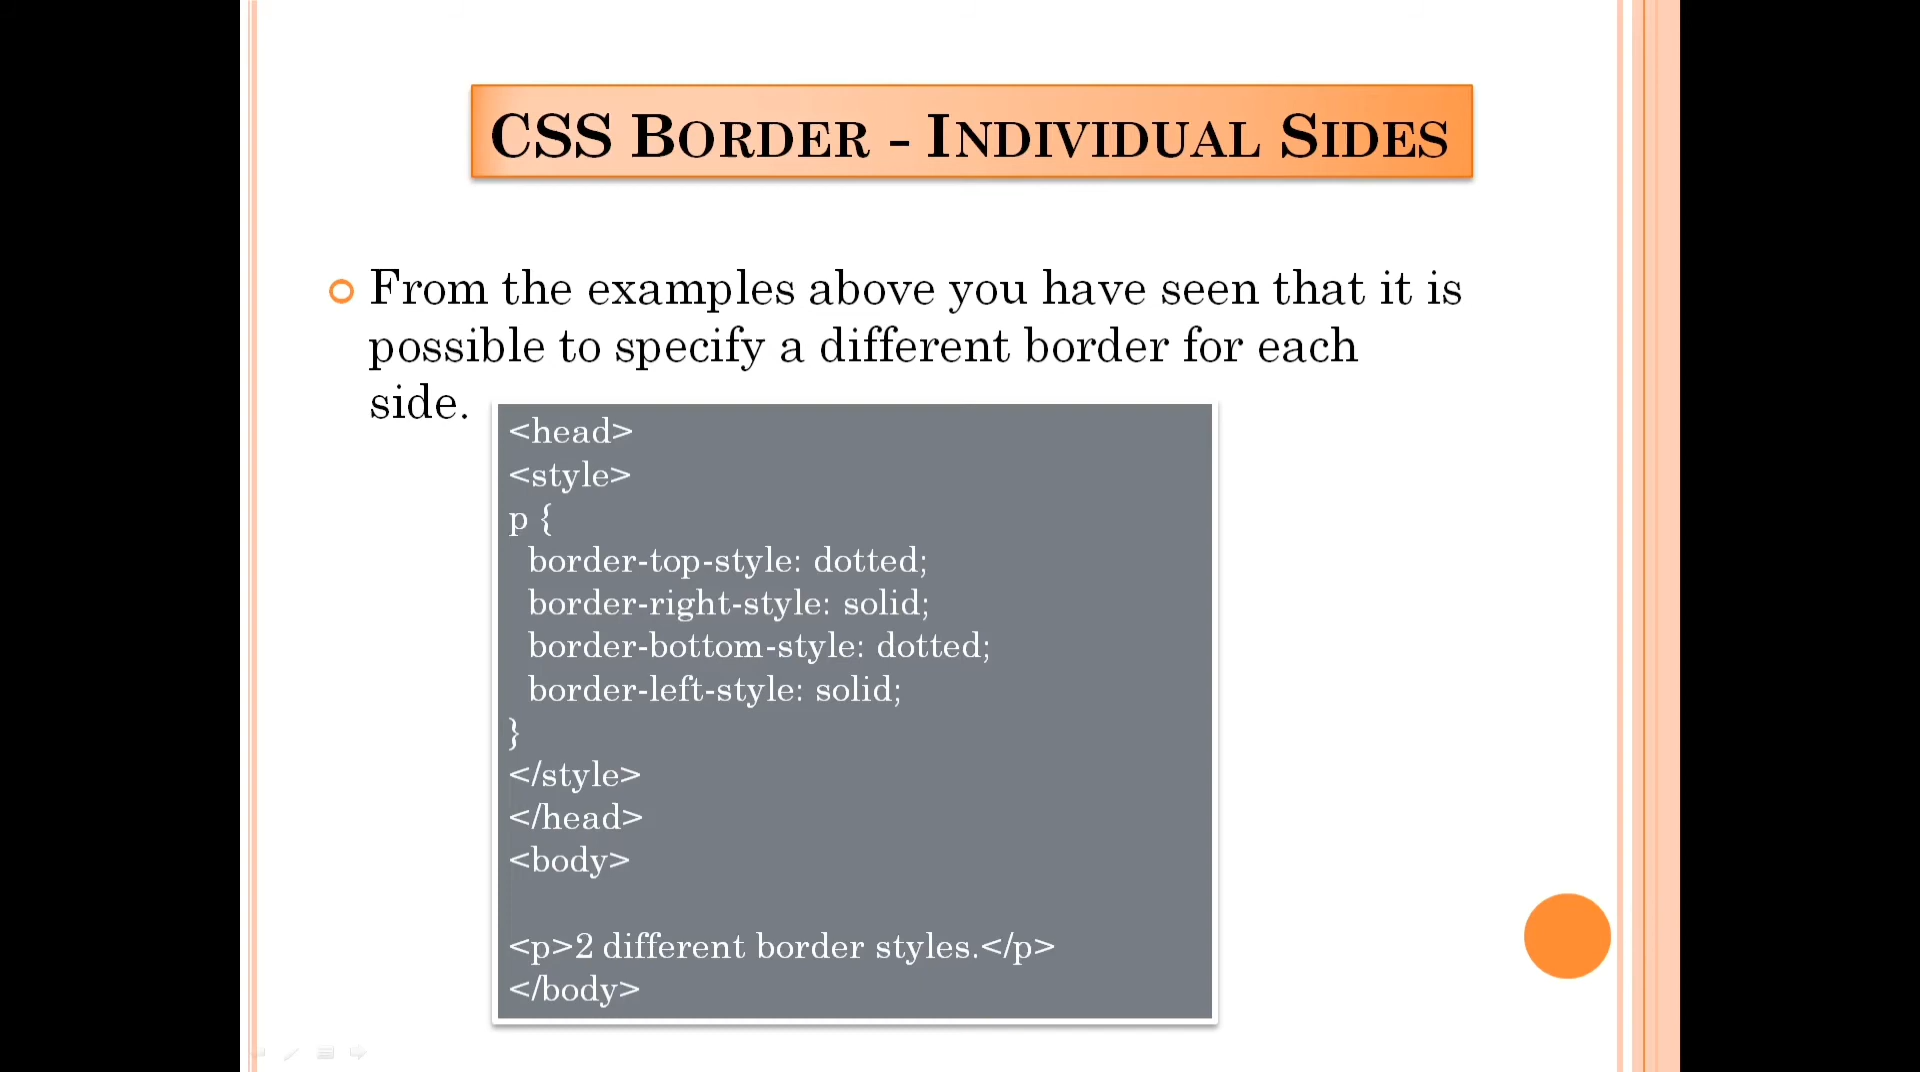 CSS BORDER - INDIVIDUAL SIDES
From the examples above you have seen that it is
possible to specify a different border for each
side.
<head>
<style>
p {
  border-top-style: dotted;
  border-right-style: solid;
  border-bottom-style: dotted;
  border-left-style: solid;
}
</style>
</head>
<body>

<p>2 different border styles.</p>
</body>